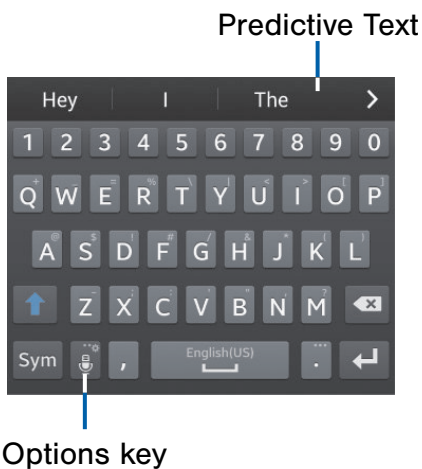 Predictive Text
Hey I The >
1 2 3 4 5 6 7 8 9 0
Q W E R T Y U I O P
A S D F G H J K L
Z X C V B N M
Sym , English(US) .
Options key